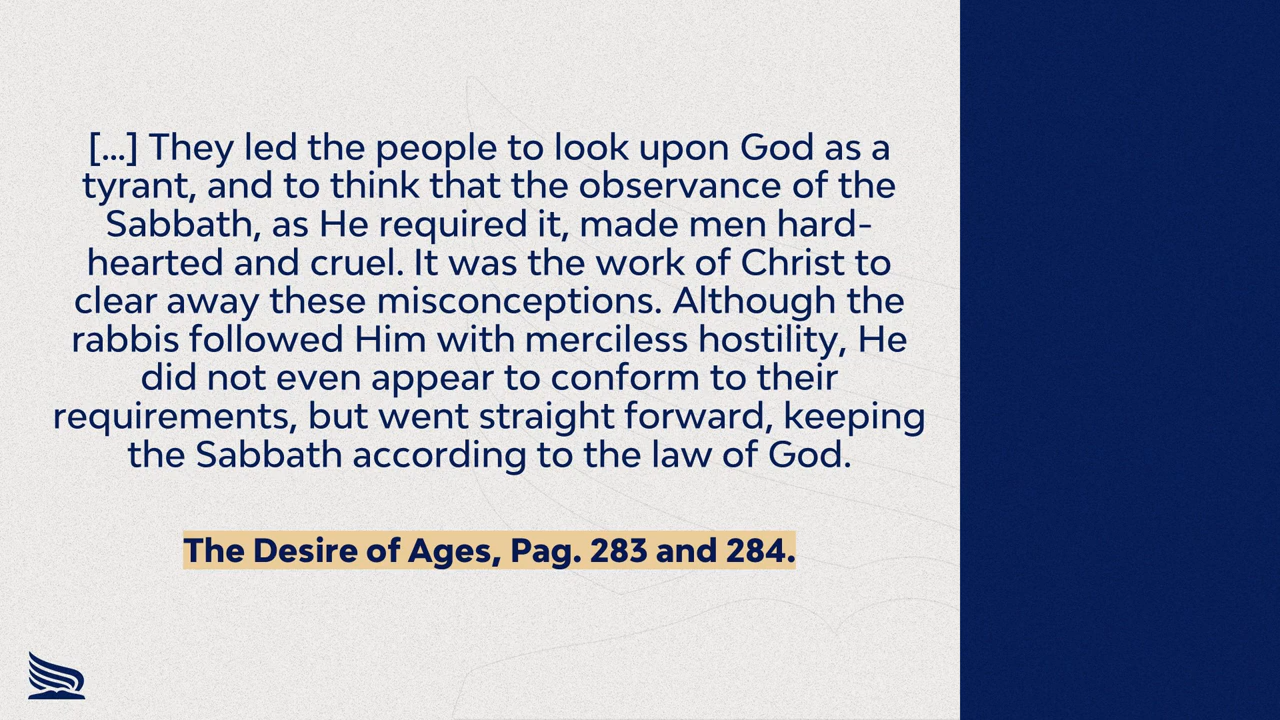 [...] They led the people to look upon God as a
tyrant, and to think that the observance of the
Sabbath, as He required it, made men hard-
hearted and cruel. It was the work of Christ to
clear away these misconceptions. Although the
rabbis followed Him with merciless hostility, He
did not even appear to conform to their
requirements, but went straight forward, keeping
the Sabbath according to the law of God.
The Desire of Ages, Pag. 283 and 284.